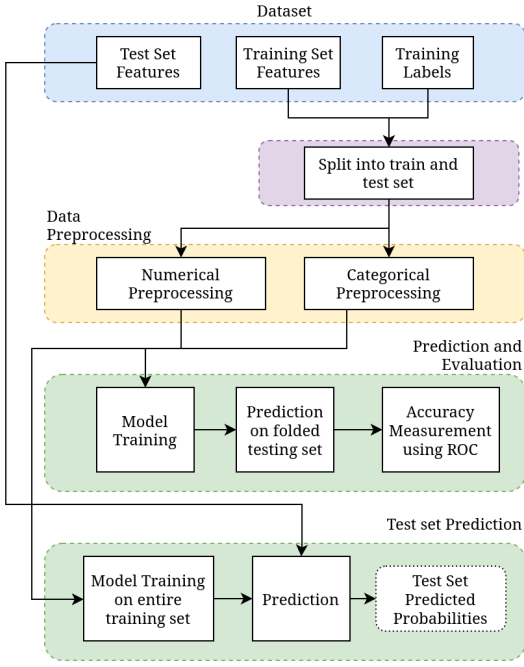 Dataset
Test Set
Features
Training Set
Features
Training
Labels
Split into train and
test set
Data
Preprocessing
Numerical
Preprocessing
Categorical
Preprocessing
Prediction and
Evaluation
Model
Training
Prediction
on folded
testing set
Accuracy
Measurement
using ROC
Test set Prediction
Model Training
on entire
training set
Prediction
Test Set
Predicted
Probabilities